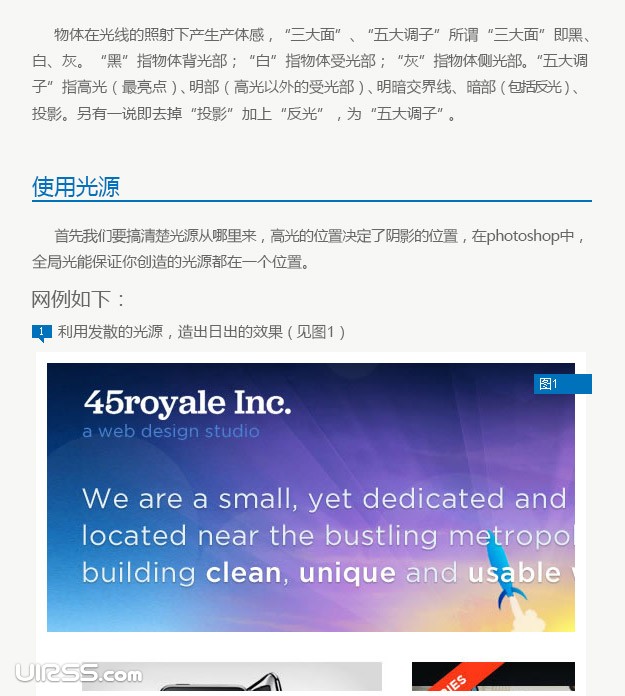 物体在光线的照射下产生产体感，“三大面”、“五大调子”所谓“三大面”即黑、
白、灰。“黑”指物体背光部；“白”指物体受光部；“灰”指物体侧光部。“五大调
子”指高光（最亮点）、明部（高光以外的受光部）、明暗交界线、暗部（包括反光）、
投影。另有一说即去掉“投影”加上“反光”，为“五大调子”。
使用光源
首先我们要搞清楚光源从哪里来，高光的位置决定了阴影的位置，在photoshop中，
全局光能保证你创造的光源都在一个位置。
网例如下：
1 利用发散的光源，造出日出的效果（见图1）
图1
45royale Inc.
a web design studio
We are a small, yet dedicated and
located near the bustling metropol
building clean, unique and usable
UIRSS.com